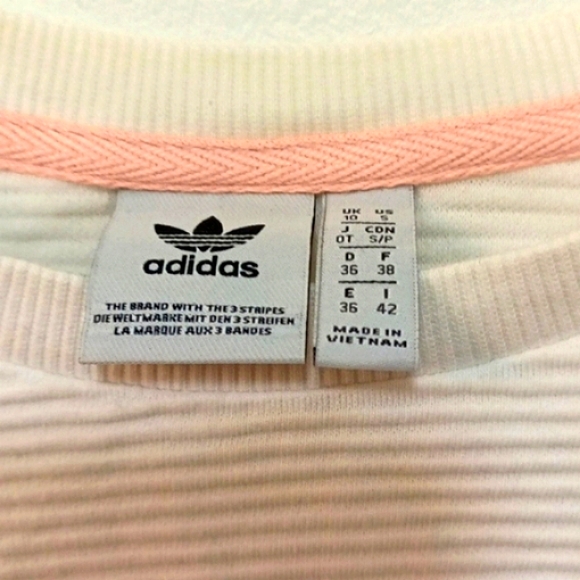 adidas
THE BRAND WITH THE 3 STRIPES
DIE WELTMARKE MIT DEN 3 STREIFEN
LA MARQUE AUX 3 BANDES
UK US
10 S
J CDN
OT S/P
D F
36 38
E I
36 42
MADE IN
VIETNAM